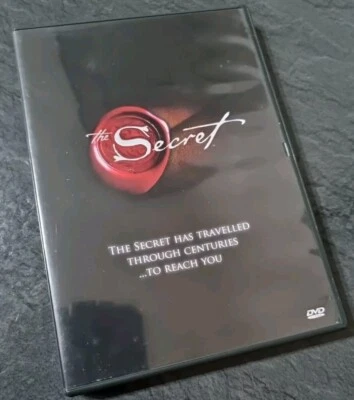 the Secret
THE SECRET HAS TRAVELLED
THROUGH CENTURIES
...TO REACH YOU
DVD